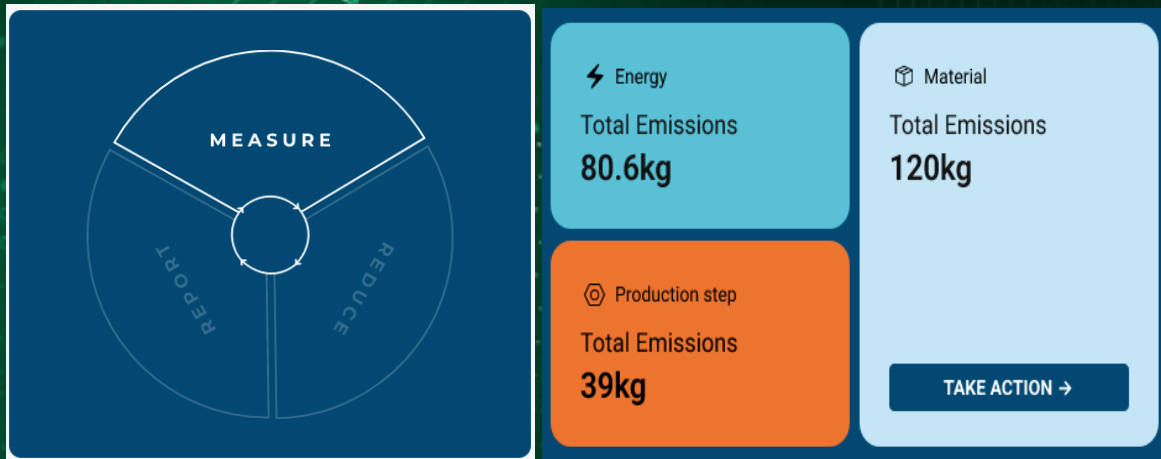 MEASURE
REPORT
REDUCE
Energy
Total Emissions
80.6kg
Production step
Total Emissions
39kg
Material
Total Emissions
120kg
TAKE ACTION →